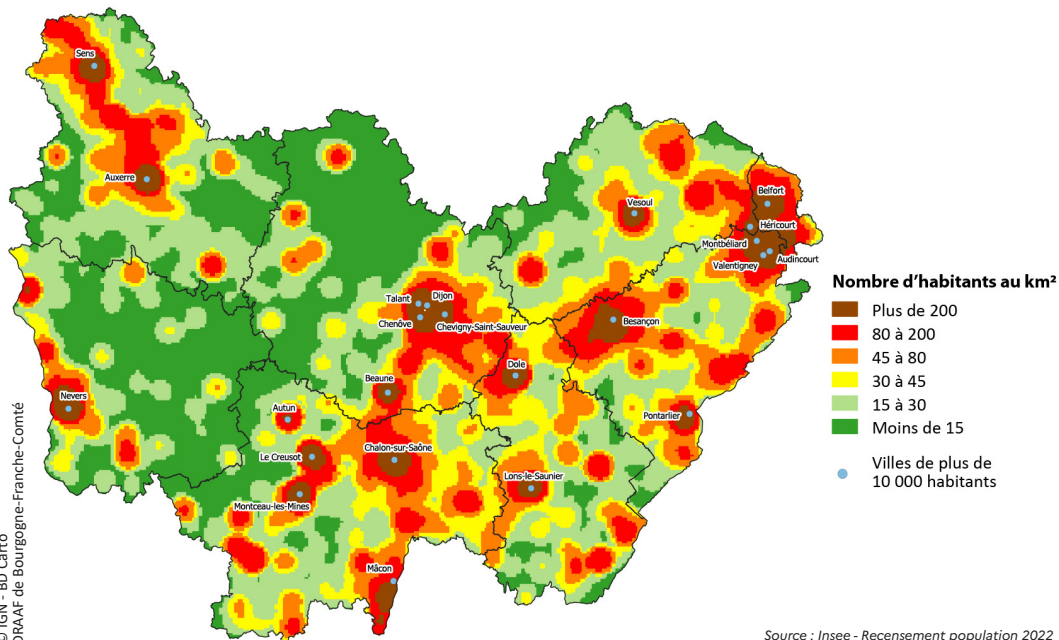 Sens
Auxerre
Vesoul
Belfort
Héricourt
Montbéliard
Audincourt
Valentigney
Talant
Dijon
Chenôve
Chevigny-Saint-Sauveur
Besançon
Dole
Beaune
Nevers
Autun
Pontarlier
Le Creusot
Chalon-sur-Saône
Lons-le-Saunier
Montceau-les-Mines
Mâcon
Nombre d'habitants au km²
Plus de 200
80 à 200
45 à 80
30 à 45
15 à 30
Moins de 15
Villes de plus de
10 000 habitants
© IGN - BD Carto
DRAAF de Bourgogne-Franche-Comté
Source : Insee - Recensement population 2022